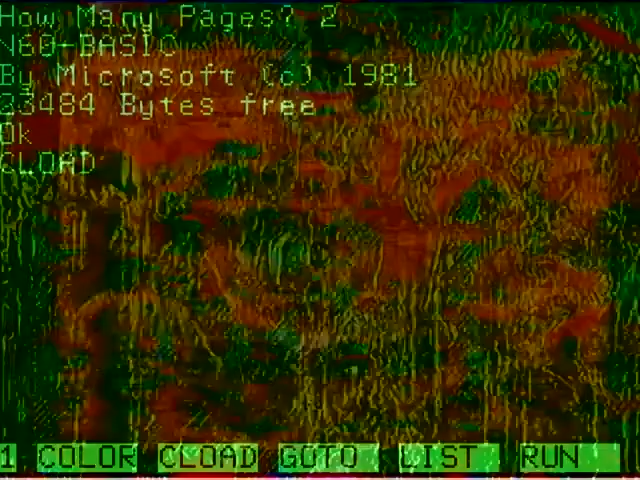 How Many Pages? 2
N60-BASIC
By Microsoft (c) 1981
23484 Bytes free
Ok
CLOAD
1 COLOR CLOAD GOTO LIST RUN